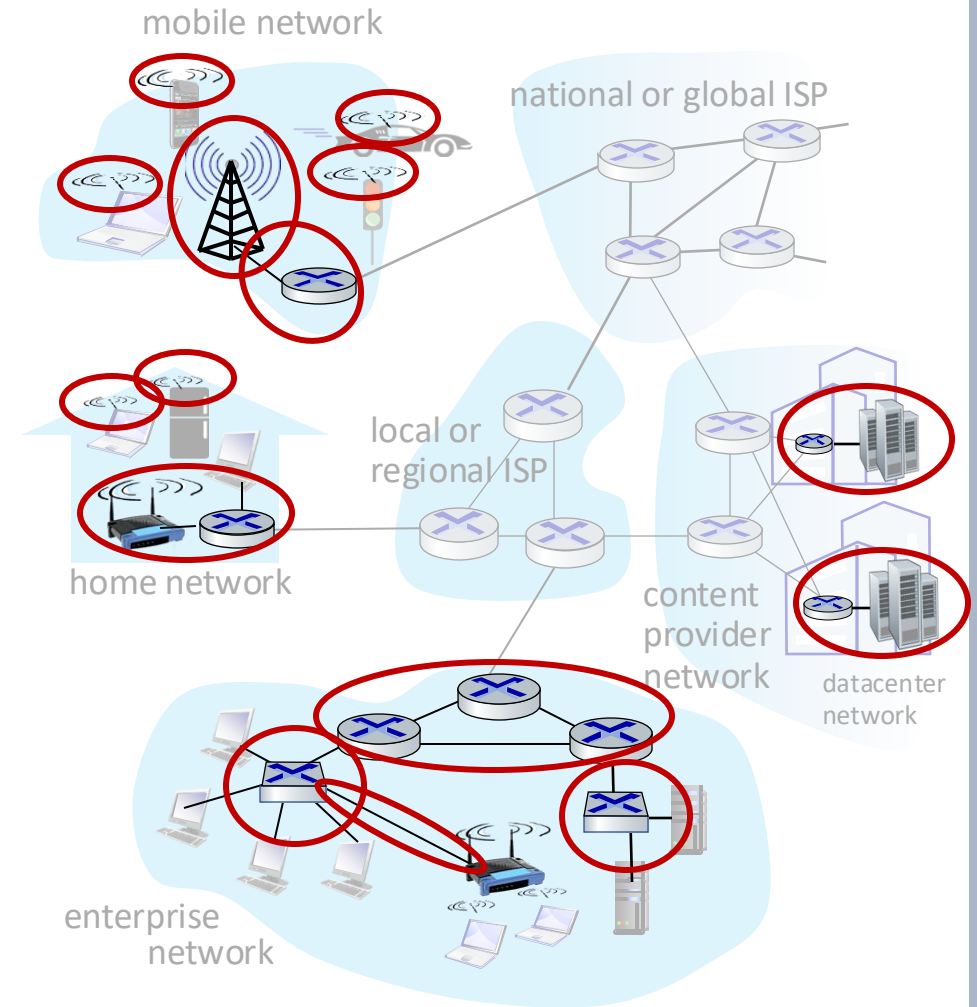 mobile network
national or global ISP
local or
regional ISP
home network
content
provider
network
datacenter
network
enterprise
network